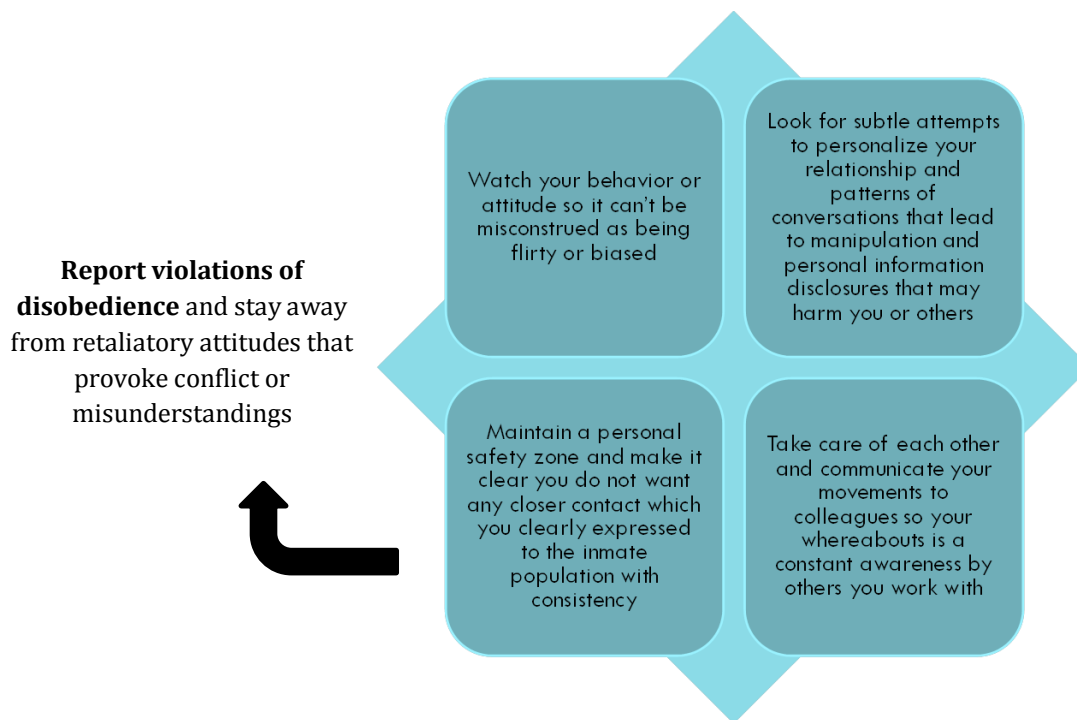 Report violations of
disobedience and stay away
from retaliatory attitudes that
provoke conflict or
misunderstandings
Watch your behavior or
attitude so it can't be
misconstrued as being
flirty or biased
Look for subtle attempts
to personalize your
relationship and
patterns of
conversations that lead
to manipulation and
personal information
disclosures that may
harm you or others
Maintain a personal
safety zone and make it
clear you do not want
any closer contact which
you clearly expressed
to the inmate
population with
consistency
Take care of each other
and communicate your
movements to
colleagues so your
whereabouts is a
constant awareness by
others you work with